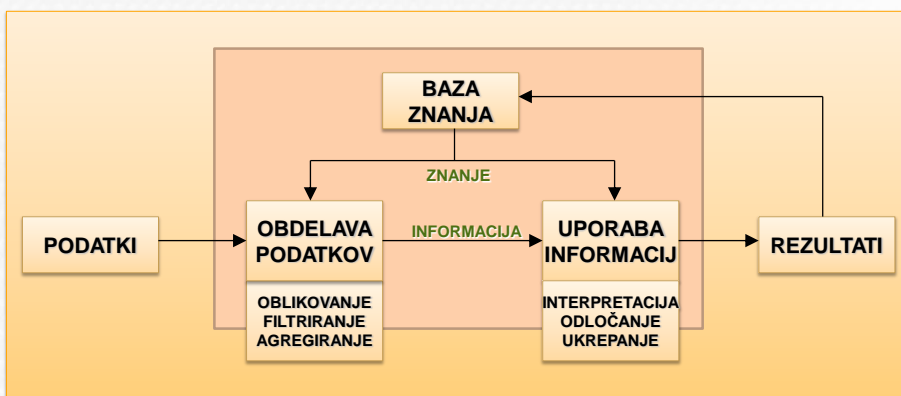 BAZA
ZNANJA
ZNANJE
PODATKI
OBDELAVA
PODATKOV
INFORMACIJA
UPORABA
INFORMACIJ
REZULTATI
OBLIKOVANJE
FILTRIRANJE
AGREGIRANJE
INTERPRETACIJA
ODLOČANJE
UKREPANJE